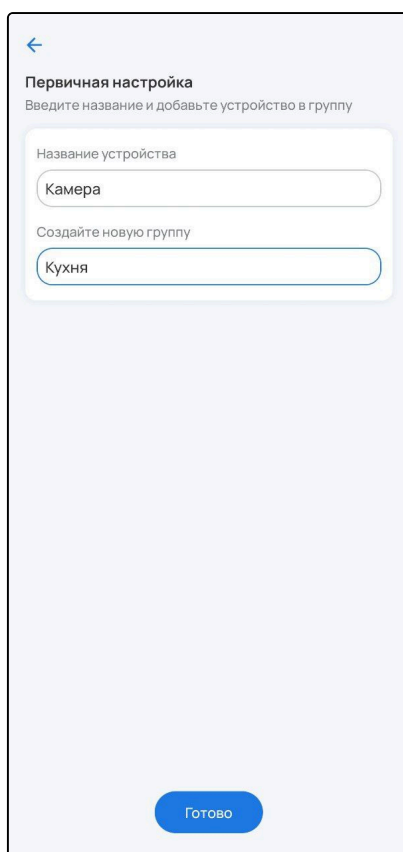 Первичная настройка
Введите название и добавьте устройство в группу
Название устройства
Камера
Создайте новую группу
Кухня
Готово